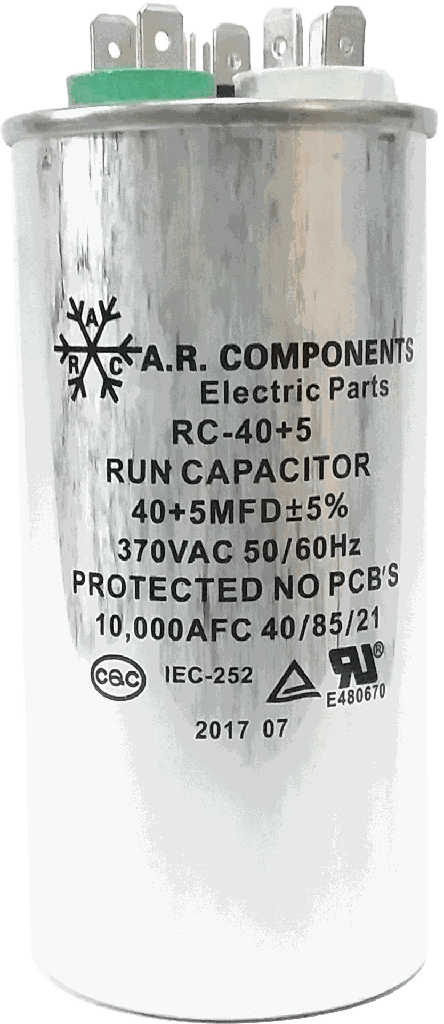 A
R C
A.R. COMPONENTS
Electric Parts
RC-40+5
RUN CAPACITOR
40+5MFD±5%
370VAC 50/60Hz
PROTECTED NO PCB'S
10,000AFC 40/85/21
CQC IEC-252
RU®
E480670
2017 07